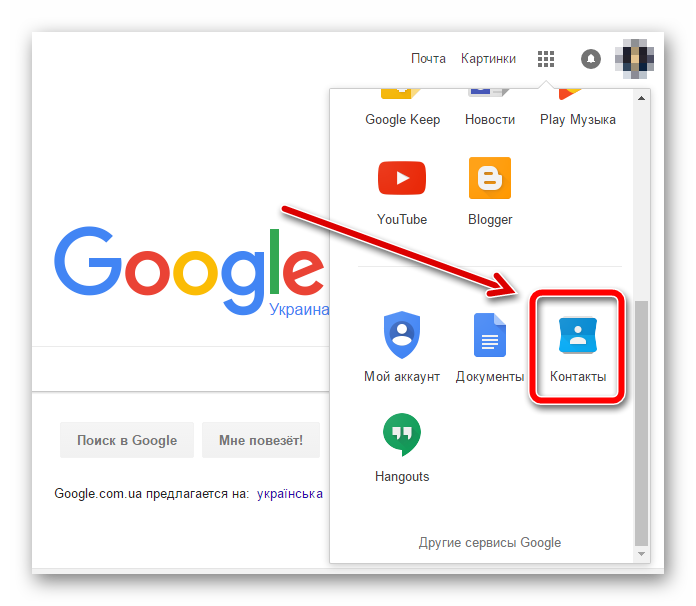 Почта Картинки
Google Keep Новости Play Музыка
YouTube Blogger
Google
Украина
Мой аккаунт Документы Контакты
Поиск в Google Мне повезёт!
Hangouts
Google.com.ua предлагается на: українська
Другие сервисы Google